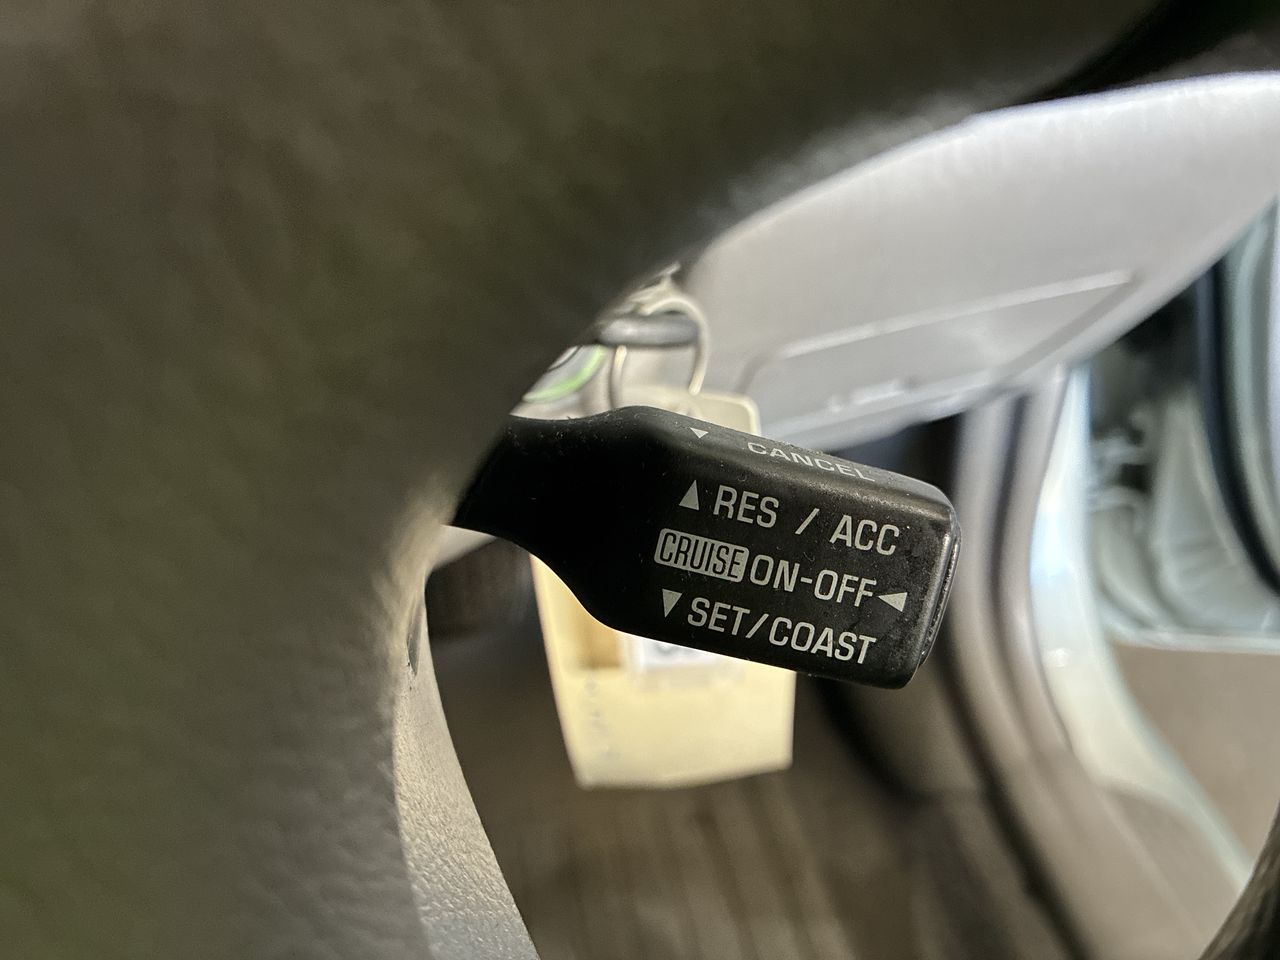 ▼ CANCEL
▲ RES / ACC
CRUISE ON-OFF ◀
▼ SET/COAST